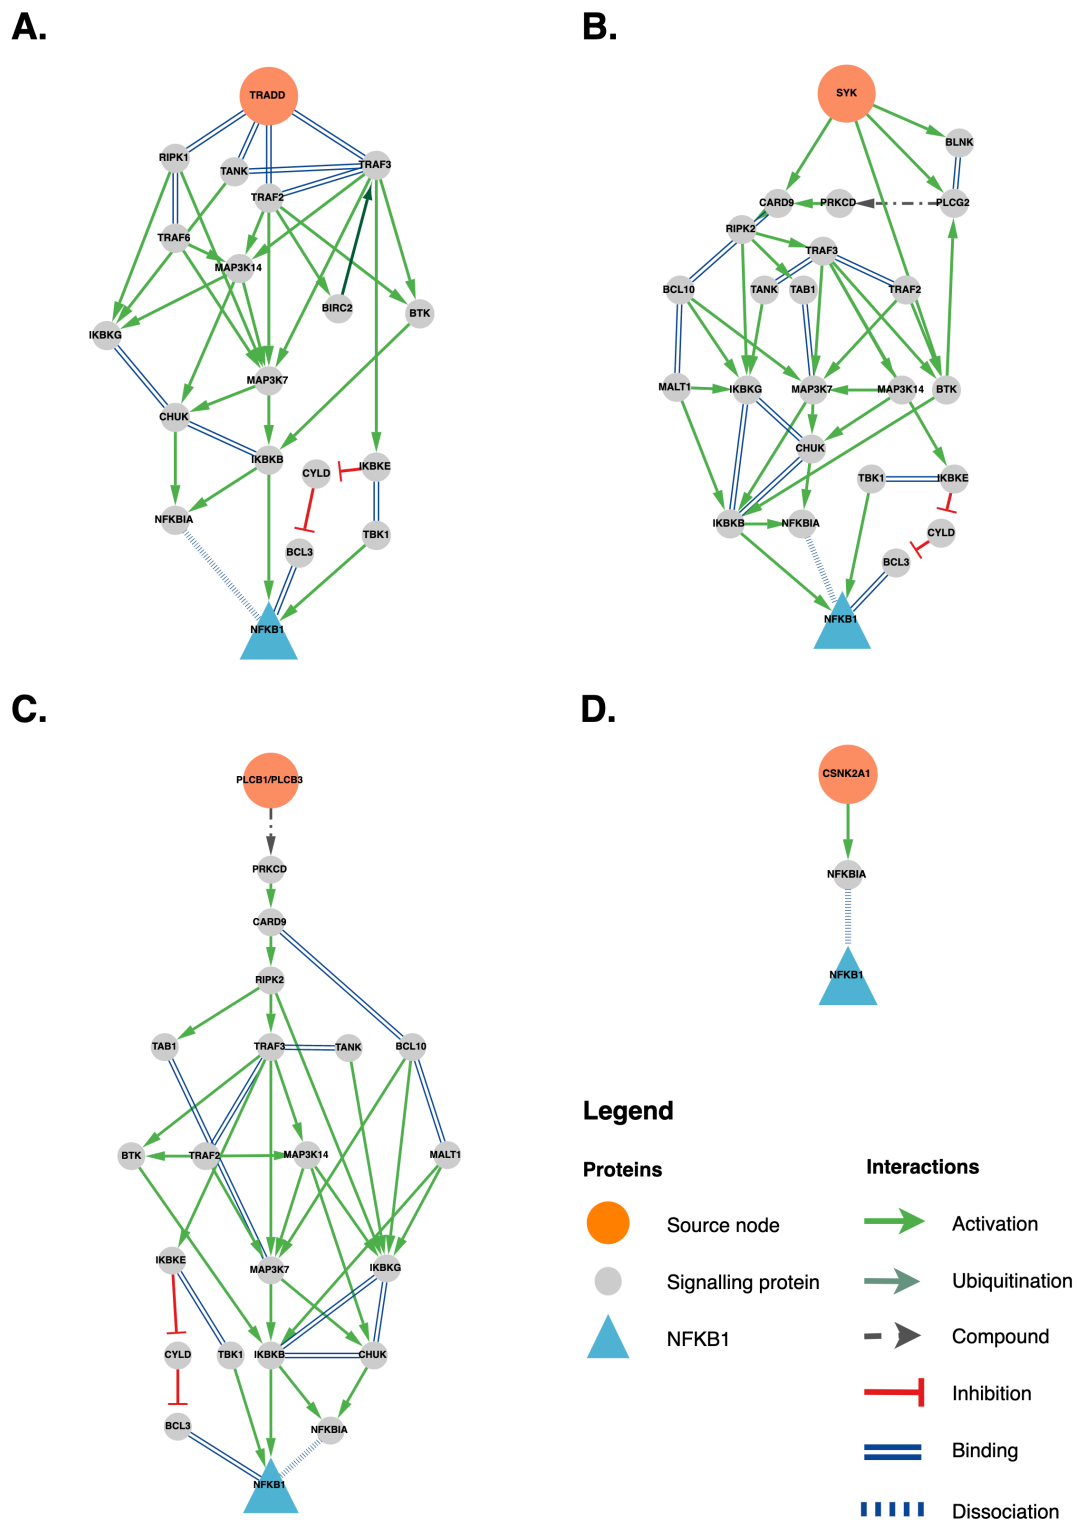 A.
B.
TRADD
RIPK1
TANK
TRAF3
TRAF2
TRAF6
MAP3K14
BIRC2
BTK
IKBKG
MAP3K7
CHUK
IKBKB
CYLD
IKBKE
NFKBIA
BCL3
TBK1
NFKB1
SYK
BLNK
CARD9
PRKCD
PLCG2
RIPK2
TRAF3
BCL10
TANK
TAB1
TRAF2
MALT1
IKBKG
MAP3K7
MAP3K14
BTK
CHUK
TBK1
IKBKE
IKBKB
NFKBIA
CYLD
BCL3
NFKB1
C.
D.
PLCB1/PLCB3
PRKCD
CARD9
RIPK2
TAB1
TRAF3
TANK
BCL10
BTK
TRAF2
MAP3K14
MALT1
IKBKE
MAP3K7
IKBKG
CYLD
TBK1
IKBKB
CHUK
BCL3
NFKBIA
NFKB1
CSNK2A1
NFKBIA
NFKB1
Legend
Proteins
Source node
Signalling protein
NFKB1
Interactions
Activation
Ubiquitination
Compound
Inhibition
Binding
Dissociation